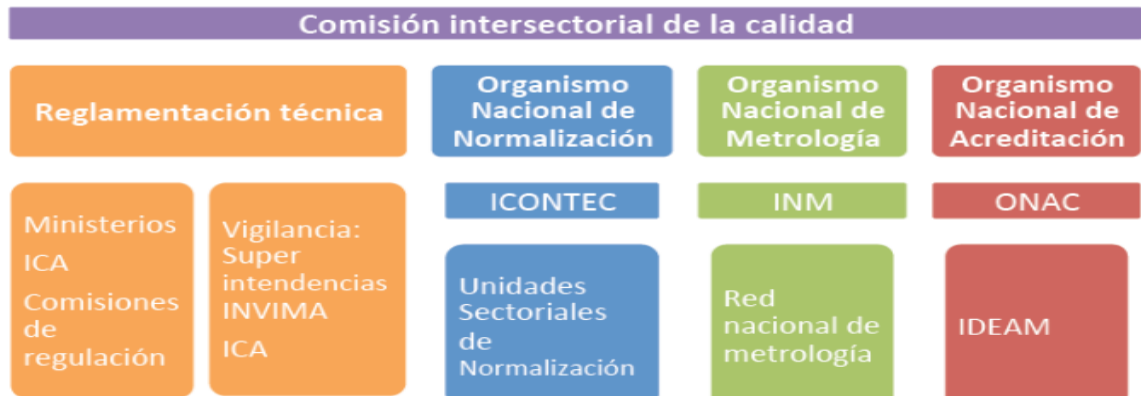 Comisión intersectorial de la calidad
Reglamentación técnica
Organismo
Nacional de
Normalización
Organismo
Nacional de
Metrología
Organismo
Nacional de
Acreditación
Ministerios
ICA
Comisiones
de
regulación
Vigilancia:
Super
intendencias
INVIMA
ICA
ICONTEC
Unidades
Sectoriales
de
Normalización
INM
Red
nacional de
metrología
ONAC
IDEAM